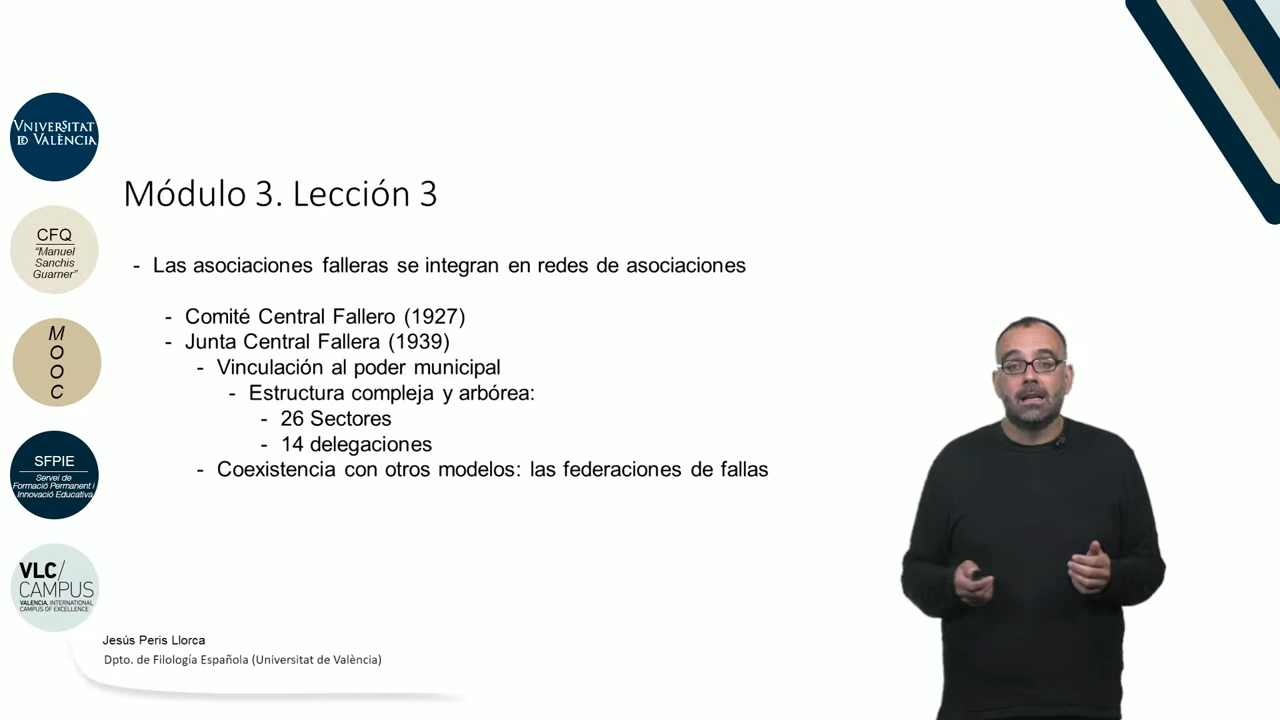 VNIVERSITAT
ID VALÈNCIA
CFQ
"Manuel
Sanchis
Guarner"
M
O
O
C
SFPIE
Servei de
Formació Permanent i
Innovació Educativa
VLC/
CAMPUS
VALENCIA, INTERNATIONAL
CAMPUS OF EXCELLENCE
Módulo 3. Lección 3
- Las asociaciones falleras se integran en redes de asociaciones
- Comité Central Fallero (1927)
- Junta Central Fallera (1939)
- Vinculación al poder municipal
- Estructura compleja y arbórea:
- 26 Sectores
- 14 delegaciones
- Coexistencia con otros modelos: las federaciones de fallas
Jesús Peris Llorca
Dpto. de Filología Española (Universitat de València)